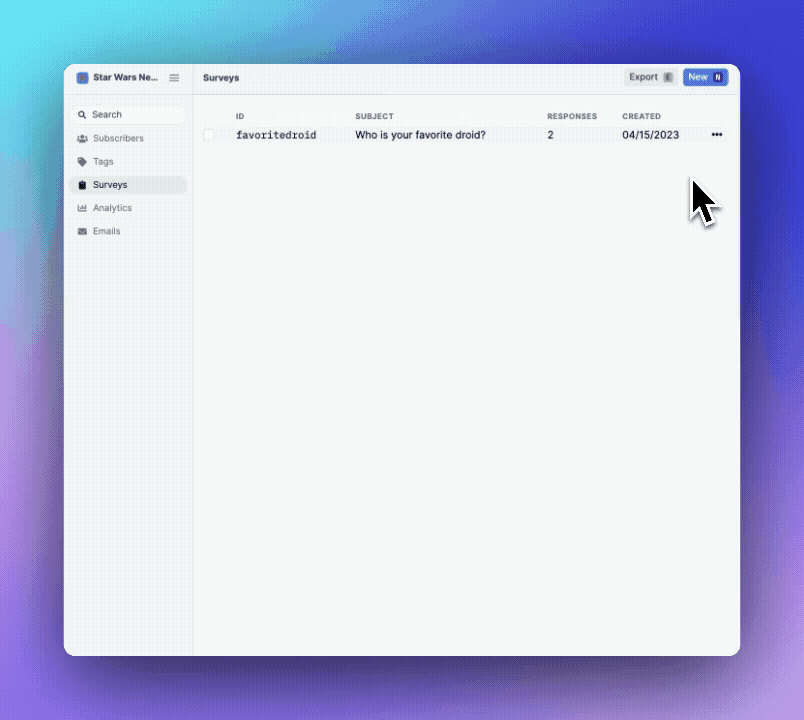 Star Wars Ne...
Surveys
Export E
New N
Search
Subscribers
Tags
Surveys
Analytics
Emails
ID SUBJECT RESPONSES CREATED
favoritedroid Who is your favorite droid? 2 04/15/2023